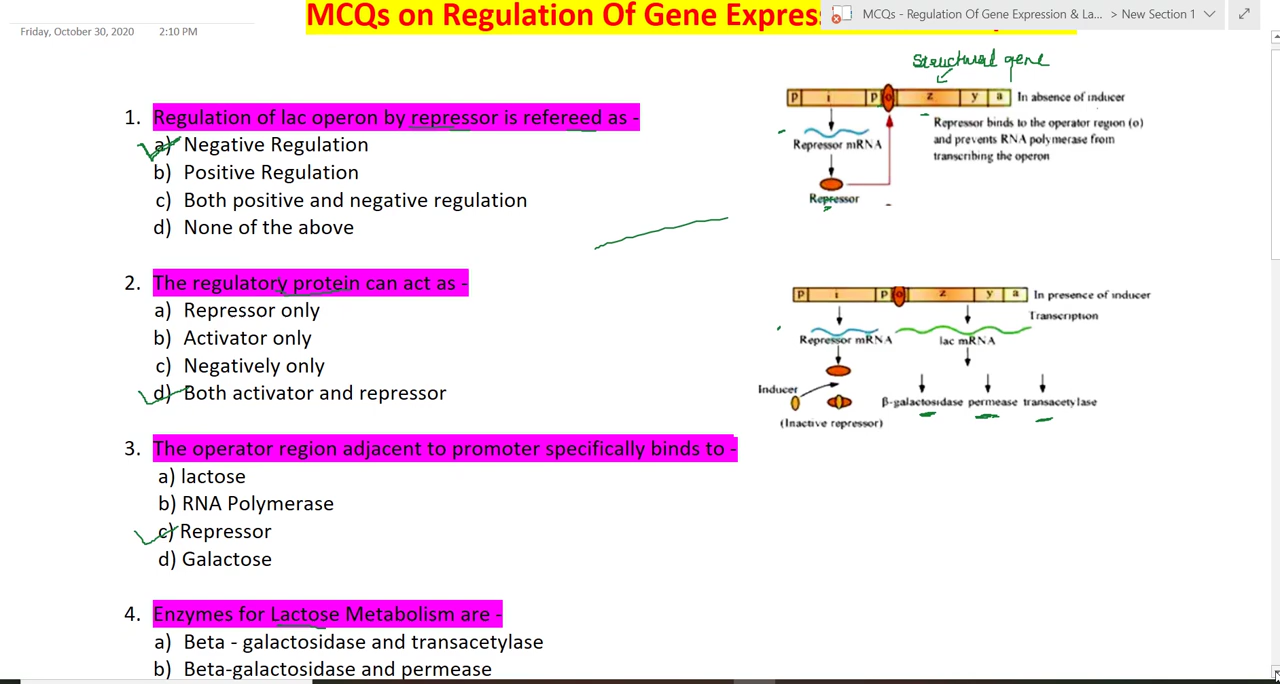 MCQs on Regulation Of Gene Express
MCQs - Regulation Of Gene Expression & La... > New Section 1
Friday, October 30, 2020 2:10 PM
1. Regulation of lac operon by repressor is refereed as -
a) Negative Regulation
b) Positive Regulation
c) Both positive and negative regulation
d) None of the above
2. The regulatory protein can act as -
a) Repressor only
b) Activator only
c) Negatively only
d) Both activator and repressor
3. The operator region adjacent to promoter specifically binds to -
a) lactose
b) RNA Polymerase
c) Repressor
d) Galactose
4. Enzymes for Lactose Metabolism are -
a) Beta - galactosidase and transacetylase
b) Beta-galactosidase and permease
Structural gene
p i p o z y a In absence of inducer
Repressor binds to the operator region (o)
and prevents RNA polymerase from
transcribing the operon
Repressor mRNA
Repressor
p i p o z y a In presence of inducer
Transcription
Repressor mRNA lac mRNA
Inducer
β-galactosidase permease transacetylase
(Inactive repressor)